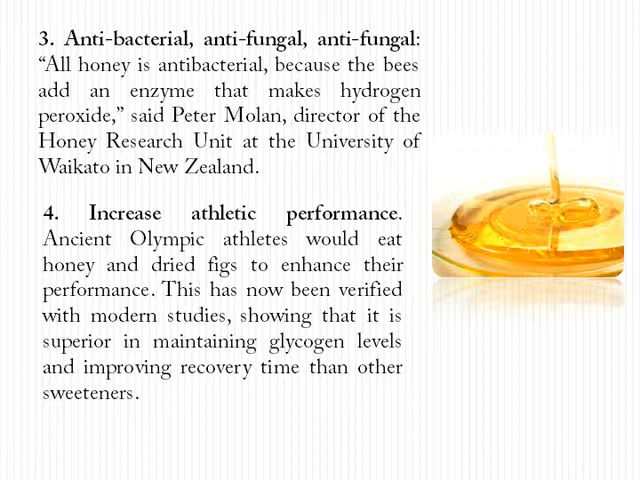 3. Anti-bacterial, anti-fungal, anti-fungal:
“All honey is antibacterial, because the bees
add an enzyme that makes hydrogen
peroxide,” said Peter Molan, director of the
Honey Research Unit at the University of
Waikato in New Zealand.
4. Increase athletic performance.
Ancient Olympic athletes would eat
honey and dried figs to enhance their
performance. This has now been verified
with modern studies, showing that it is
superior in maintaining glycogen levels
and improving recovery time than other
sweeteners.